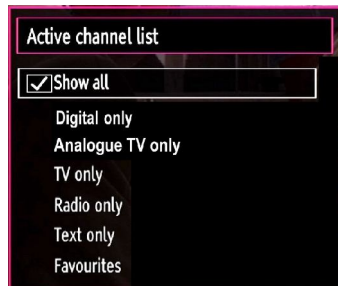 Active channel list
Show all
Digital only
Analogue TV only
TV only
Radio only
Text only
Favourites